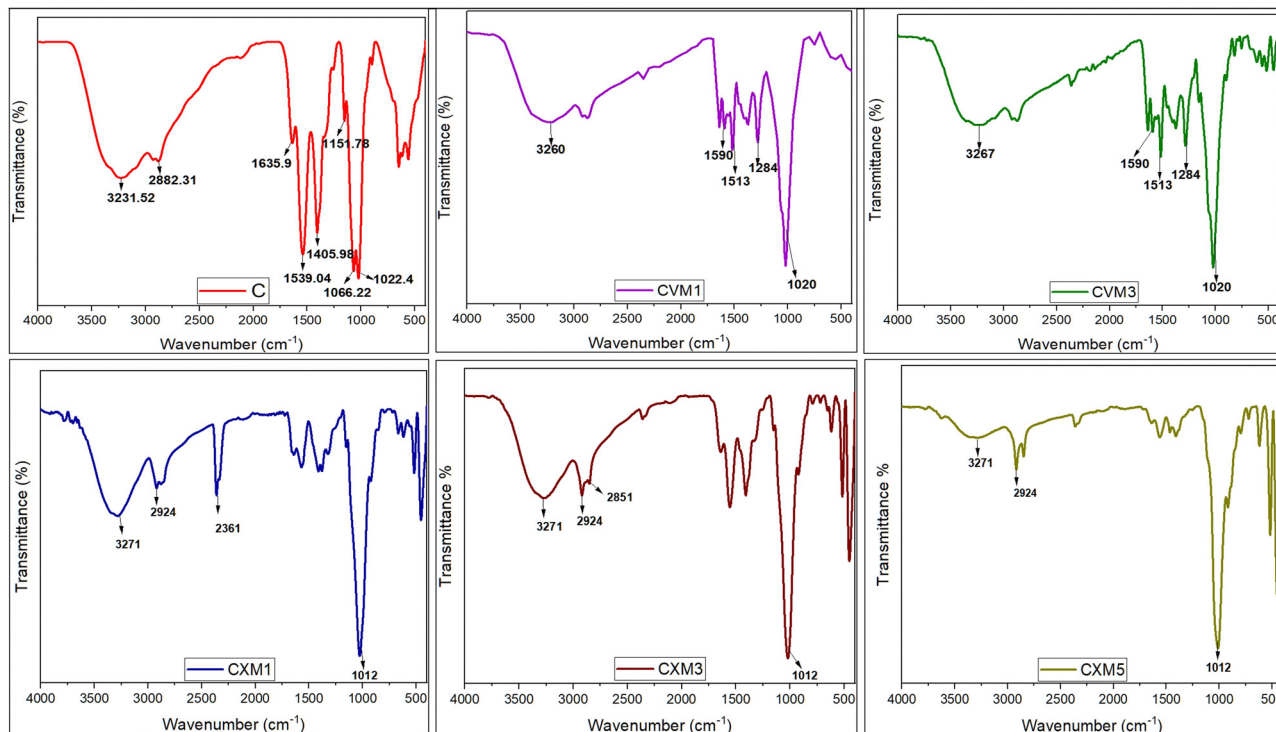 Transmittance (%)
1635.9
1151.78
3231.52
2882.31
1405.98
1539.04
1022.4
1066.22
C
4000 3500 3000 2500 2000 1500 1000 500
Wavenumber (cm⁻¹)
Transmittance (%)
3260
1590
1284
1513
1020
CVM1
4000 3500 3000 2500 2000 1500 1000 500
Wavenumber (cm⁻¹)
Transmittance (%)
3267
1590
1284
1513
1020
CVM3
4000 3500 3000 2500 2000 1500 1000 500
Wavenumber (cm⁻¹)
Transmittance (%)
2924
2361
3271
CXM1
1012
4000 3500 3000 2500 2000 1500 1000 500
Wavenumber (cm⁻¹)
Transmittance %
2851
3271
2924
CXM3
1012
4000 3500 3000 2500 2000 1500 1000 500
Wavenumber (cm⁻¹)
Transmittance %
3271
2924
CXM5
1012
4000 3500 3000 2500 2000 1500 1000 500
Wavenumber (cm⁻¹)